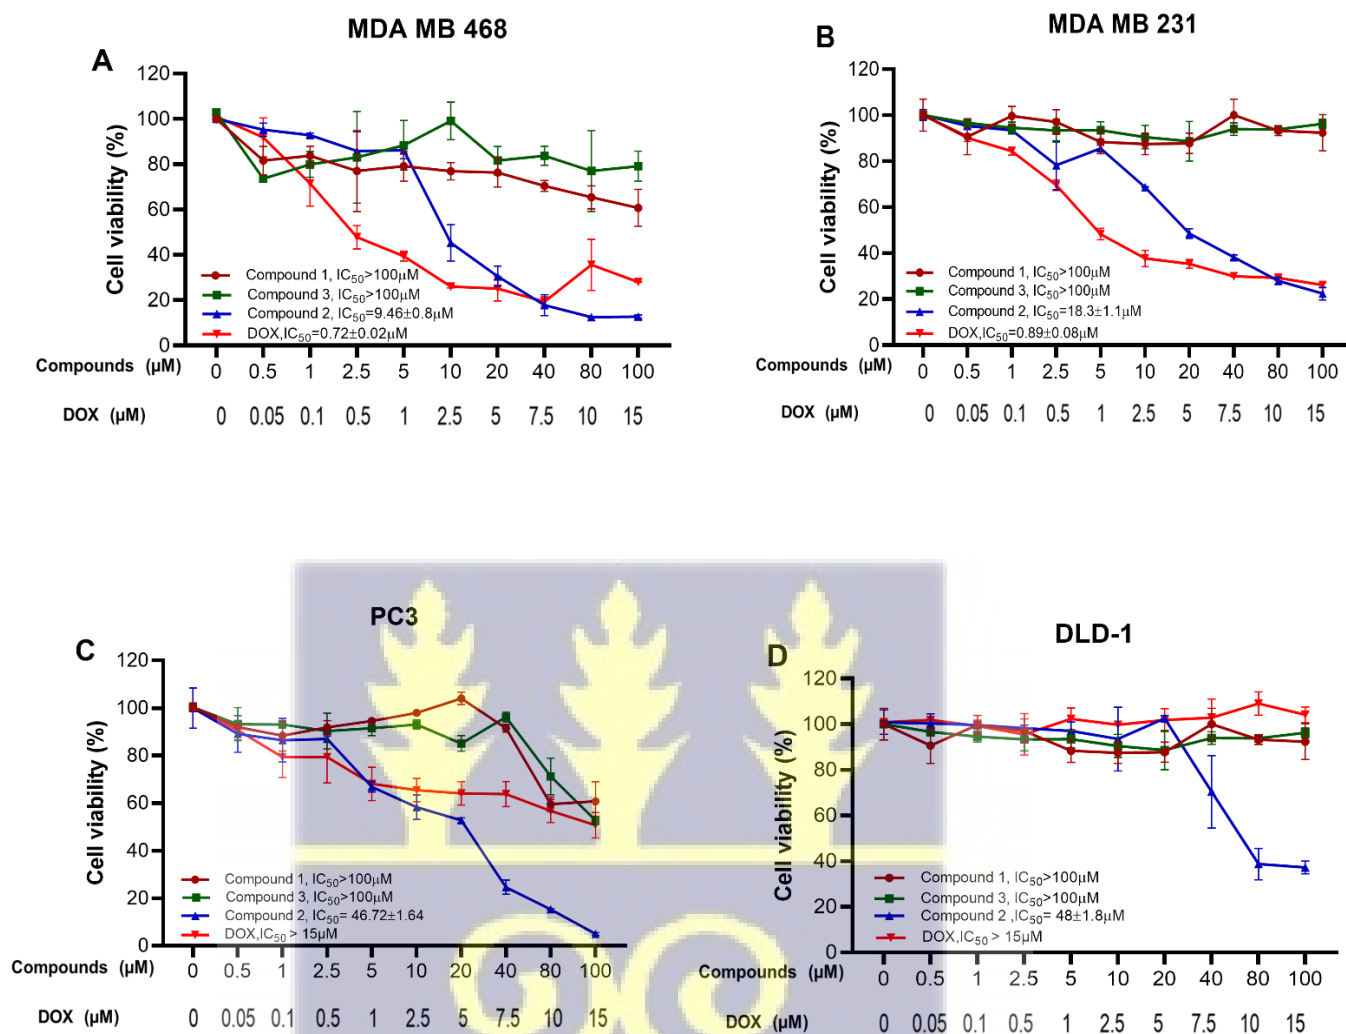 MDA MB 468
A
120
100
80
60
40
20
0
Cell viability (%)
Compound 1, IC50>100μM
Compound 3, IC50>100μM
Compound 2, IC50=9.46±0.8μM
DOX,IC50=0.72±0.02μM
Compounds (μM) 0 0.5 1 2.5 5 10 20 40 80 100
DOX (μM) 0 0.05 0.1 0.5 1 2.5 5 7.5 10 15
MDA MB 231
B
120
100
80
60
40
20
0
Cell viability (%)
Compound 1, IC50>100μM
Compound 3, IC50>100μM
Compound 2, IC50=18.3±1.1μM
DOX,IC50=0.89±0.08μM
Compounds (μM) 0 0.5 1 2.5 5 10 20 40 80 100
DOX (μM) 0 0.05 0.1 0.5 1 2.5 5 7.5 10 15
PC3
C
120
100
80
60
40
20
0
Cell viability (%)
Compound 1, IC50>100μM
Compound 3, IC50>100μM
Compound 2, IC50= 46.72±1.64
DOX,IC50 > 15μM
Compounds (μM) 0 0.5 1 2.5 5 10 20 40 80 100
DOX (μM) 0 0.05 0.1 0.5 1 2.5 5 7.5 10 15
DLD-1
D
120
100
80
60
40
20
0
Cell viability (%)
Compound 1, IC50>100μM
Compound 3, IC50>100μM
Compound 2 ,IC50= 48±1.8μM
DOX,IC50 > 15μM
Compounds (μM) 0 0.5 1 2.5 5 10 20 40 80 100
DOX (μM) 0 0.05 0.1 0.5 1 2.5 5 7.5 10 15